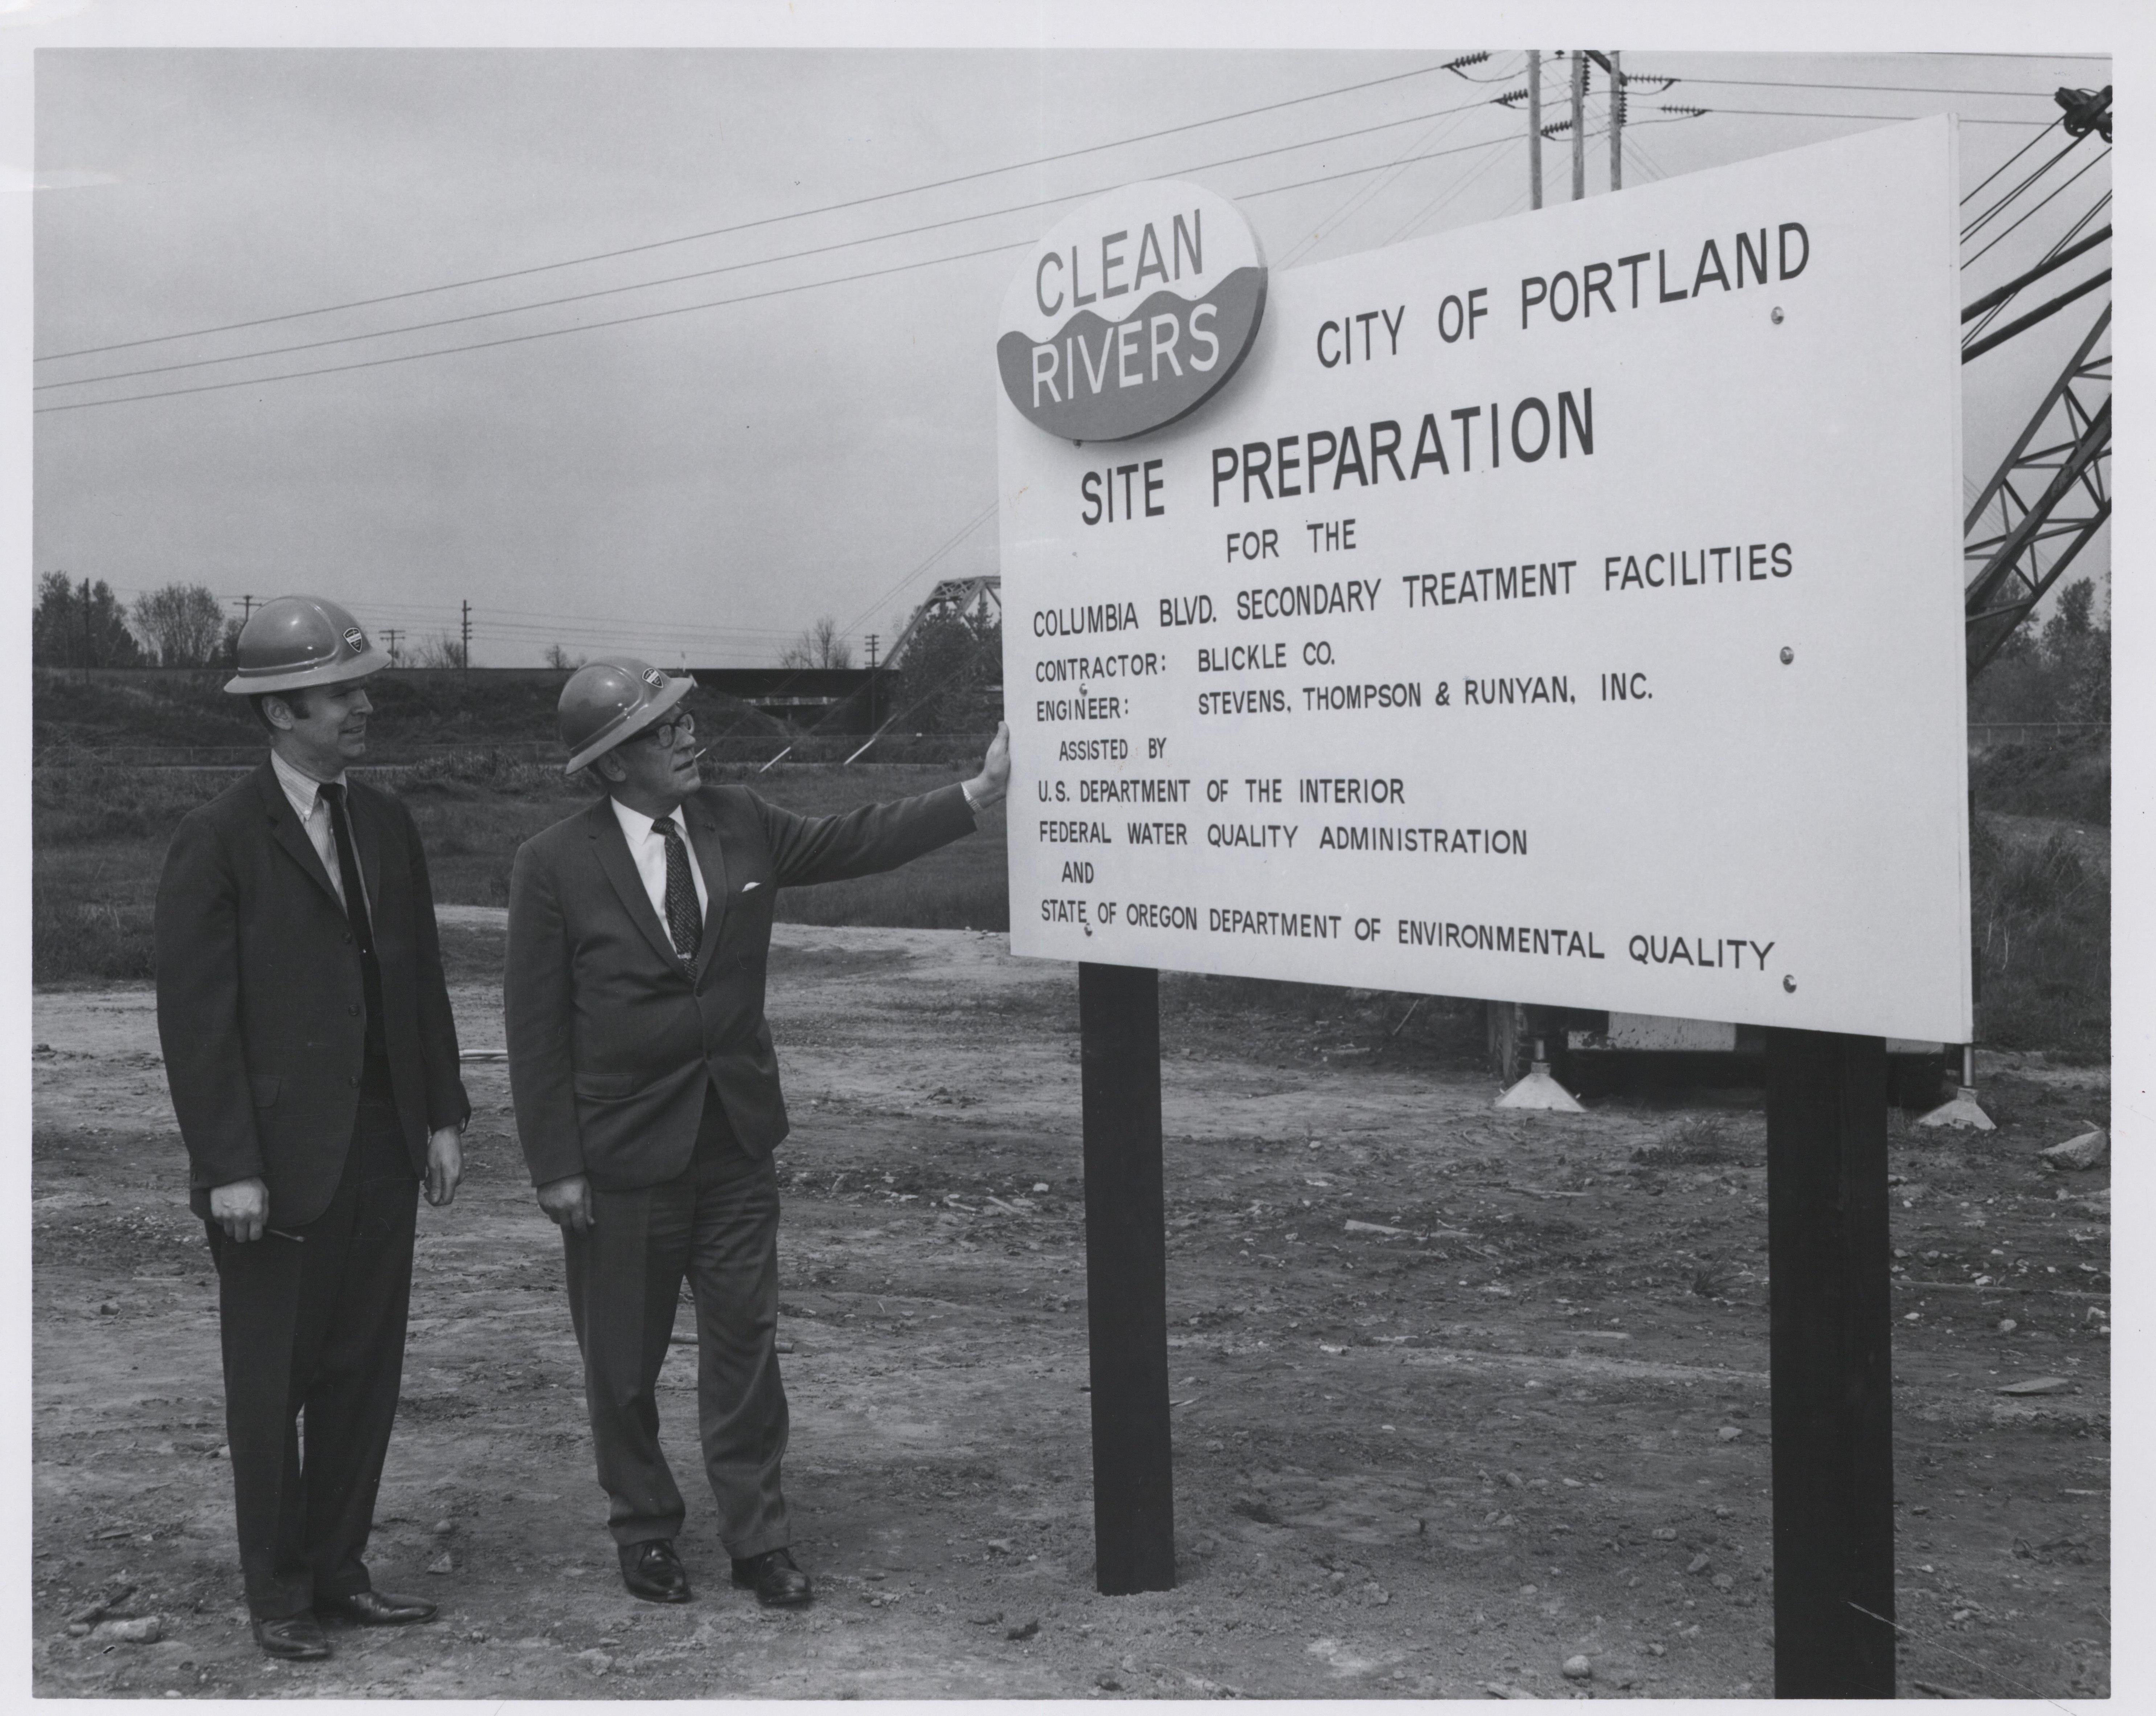 CLEAN
RIVERS
CITY OF PORTLAND
SITE PREPARATION
FOR THE
COLUMBIA BLVD. SECONDARY TREATMENT FACILITIES
CONTRACTOR: BLICKLE CO.
ENGINEER: STEVENS, THOMPSON & RUNYAN, INC.
ASSISTED BY
U.S. DEPARTMENT OF THE INTERIOR
FEDERAL WATER QUALITY ADMINISTRATION
AND
STATE OF OREGON DEPARTMENT OF ENVIRONMENTAL QUALITY